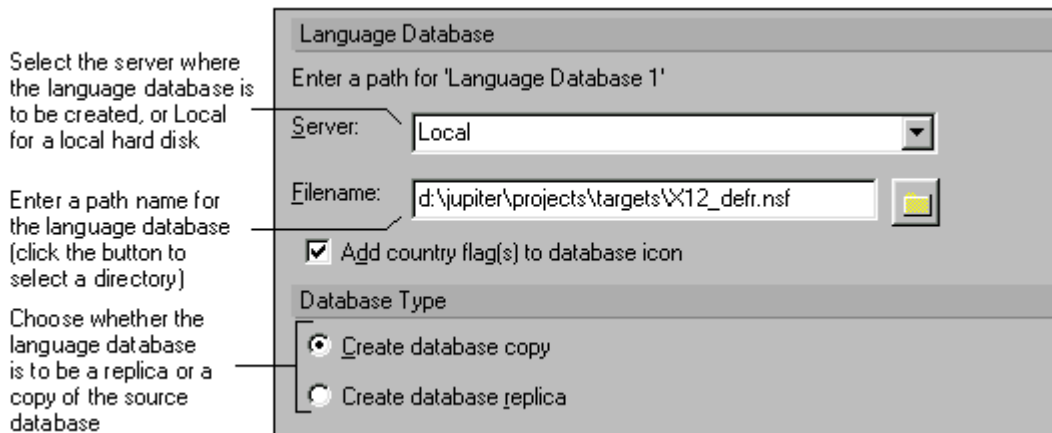 Language Database
Select the server where
the language database is
to be created, or Local
for a local hard disk
Enter a path for 'Language Database 1'
Server:
Local
Enter a path name for
the language database
(click the button to
select a directory)
Filename:
d:\jupiter\projects\targets\X12_defr.nsf
Add country flag(s) to database icon
Choose whether the
language database
is to be a replica or a
copy of the source
database
Database Type
Create database copy
Create database replica